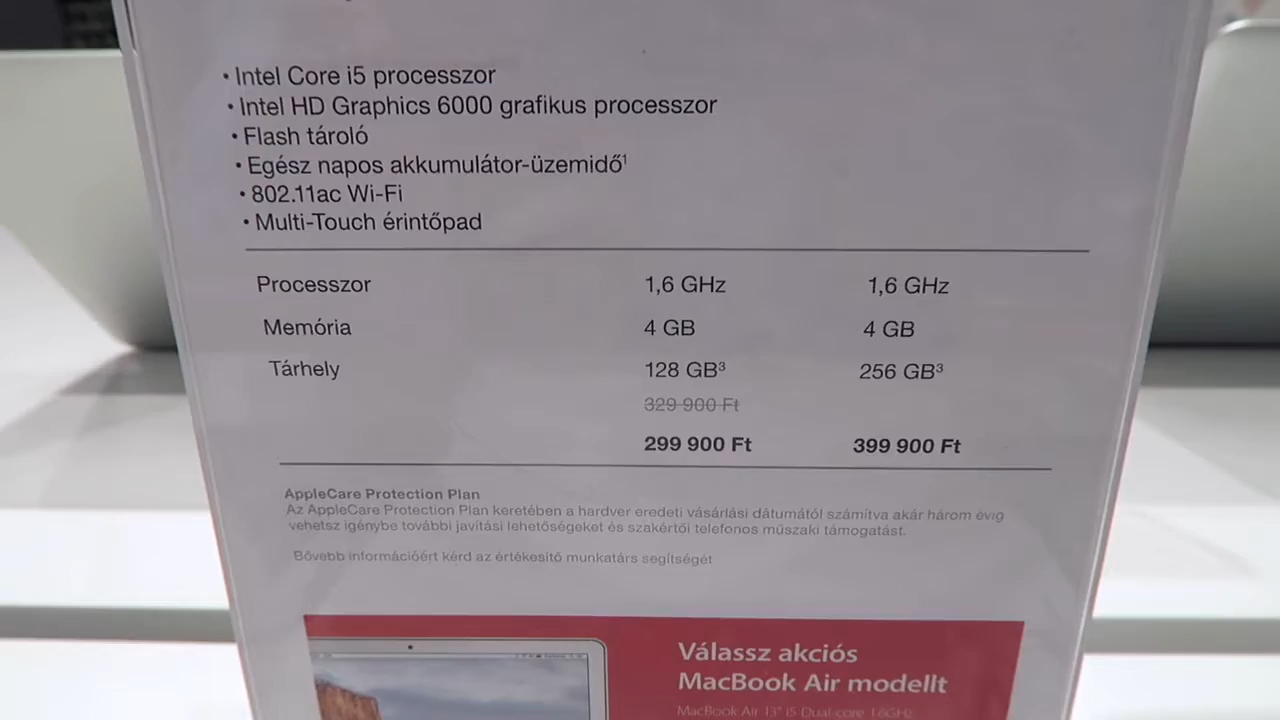 • Intel Core i5 processzor
• Intel HD Graphics 6000 grafikus processzor
• Flash tároló
• Egész napos akkumulátor-üzemidő¹
• 802.11ac Wi-Fi
• Multi-Touch érintőpad
Processzor 1,6 GHz 1,6 GHz
Memória 4 GB 4 GB
Tárhely 128 GB³ 256 GB³
329 900 Ft
299 900 Ft 399 900 Ft
AppleCare Protection Plan
Az AppleCare Protection Plan keretében a hardver eredeti vásárlási dátumától számítva akár három évig
vehetsz igénybe további javítási lehetőségeket és szakértői telefonos műszaki támogatást.
Bővebb információért kérd az értékesítő munkatárs segítségét
Válassz akciós
MacBook Air modellt
MacBook Air 13" i5 Dual-core 1.6GHz